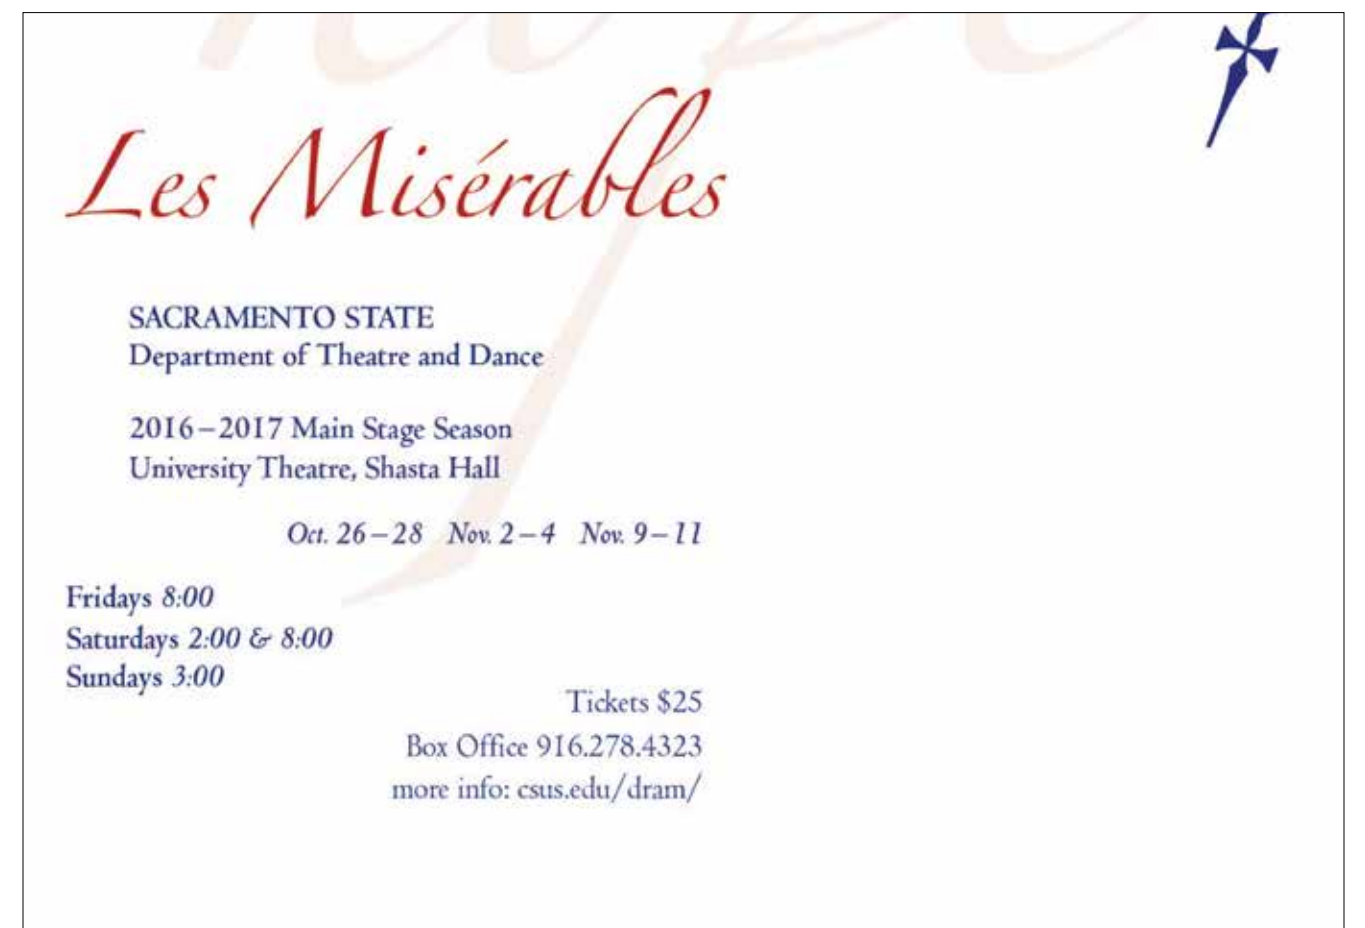 Les Misérables
SACRAMENTO STATE
Department of Theatre and Dance
2016–2017 Main Stage Season
University Theatre, Shasta Hall
Oct. 26–28 Nov. 2–4 Nov. 9–11
Fridays 8:00
Saturdays 2:00 & 8:00
Sundays 3:00
Tickets $25
Box Office 916.278.4323
more info: csus.edu/dram/